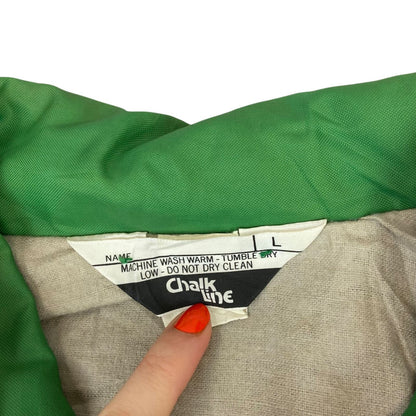 NAME L
MACHINE WASH WARM - TUMBLE DRY
LOW - DO NOT DRY CLEAN
Chalk
Line